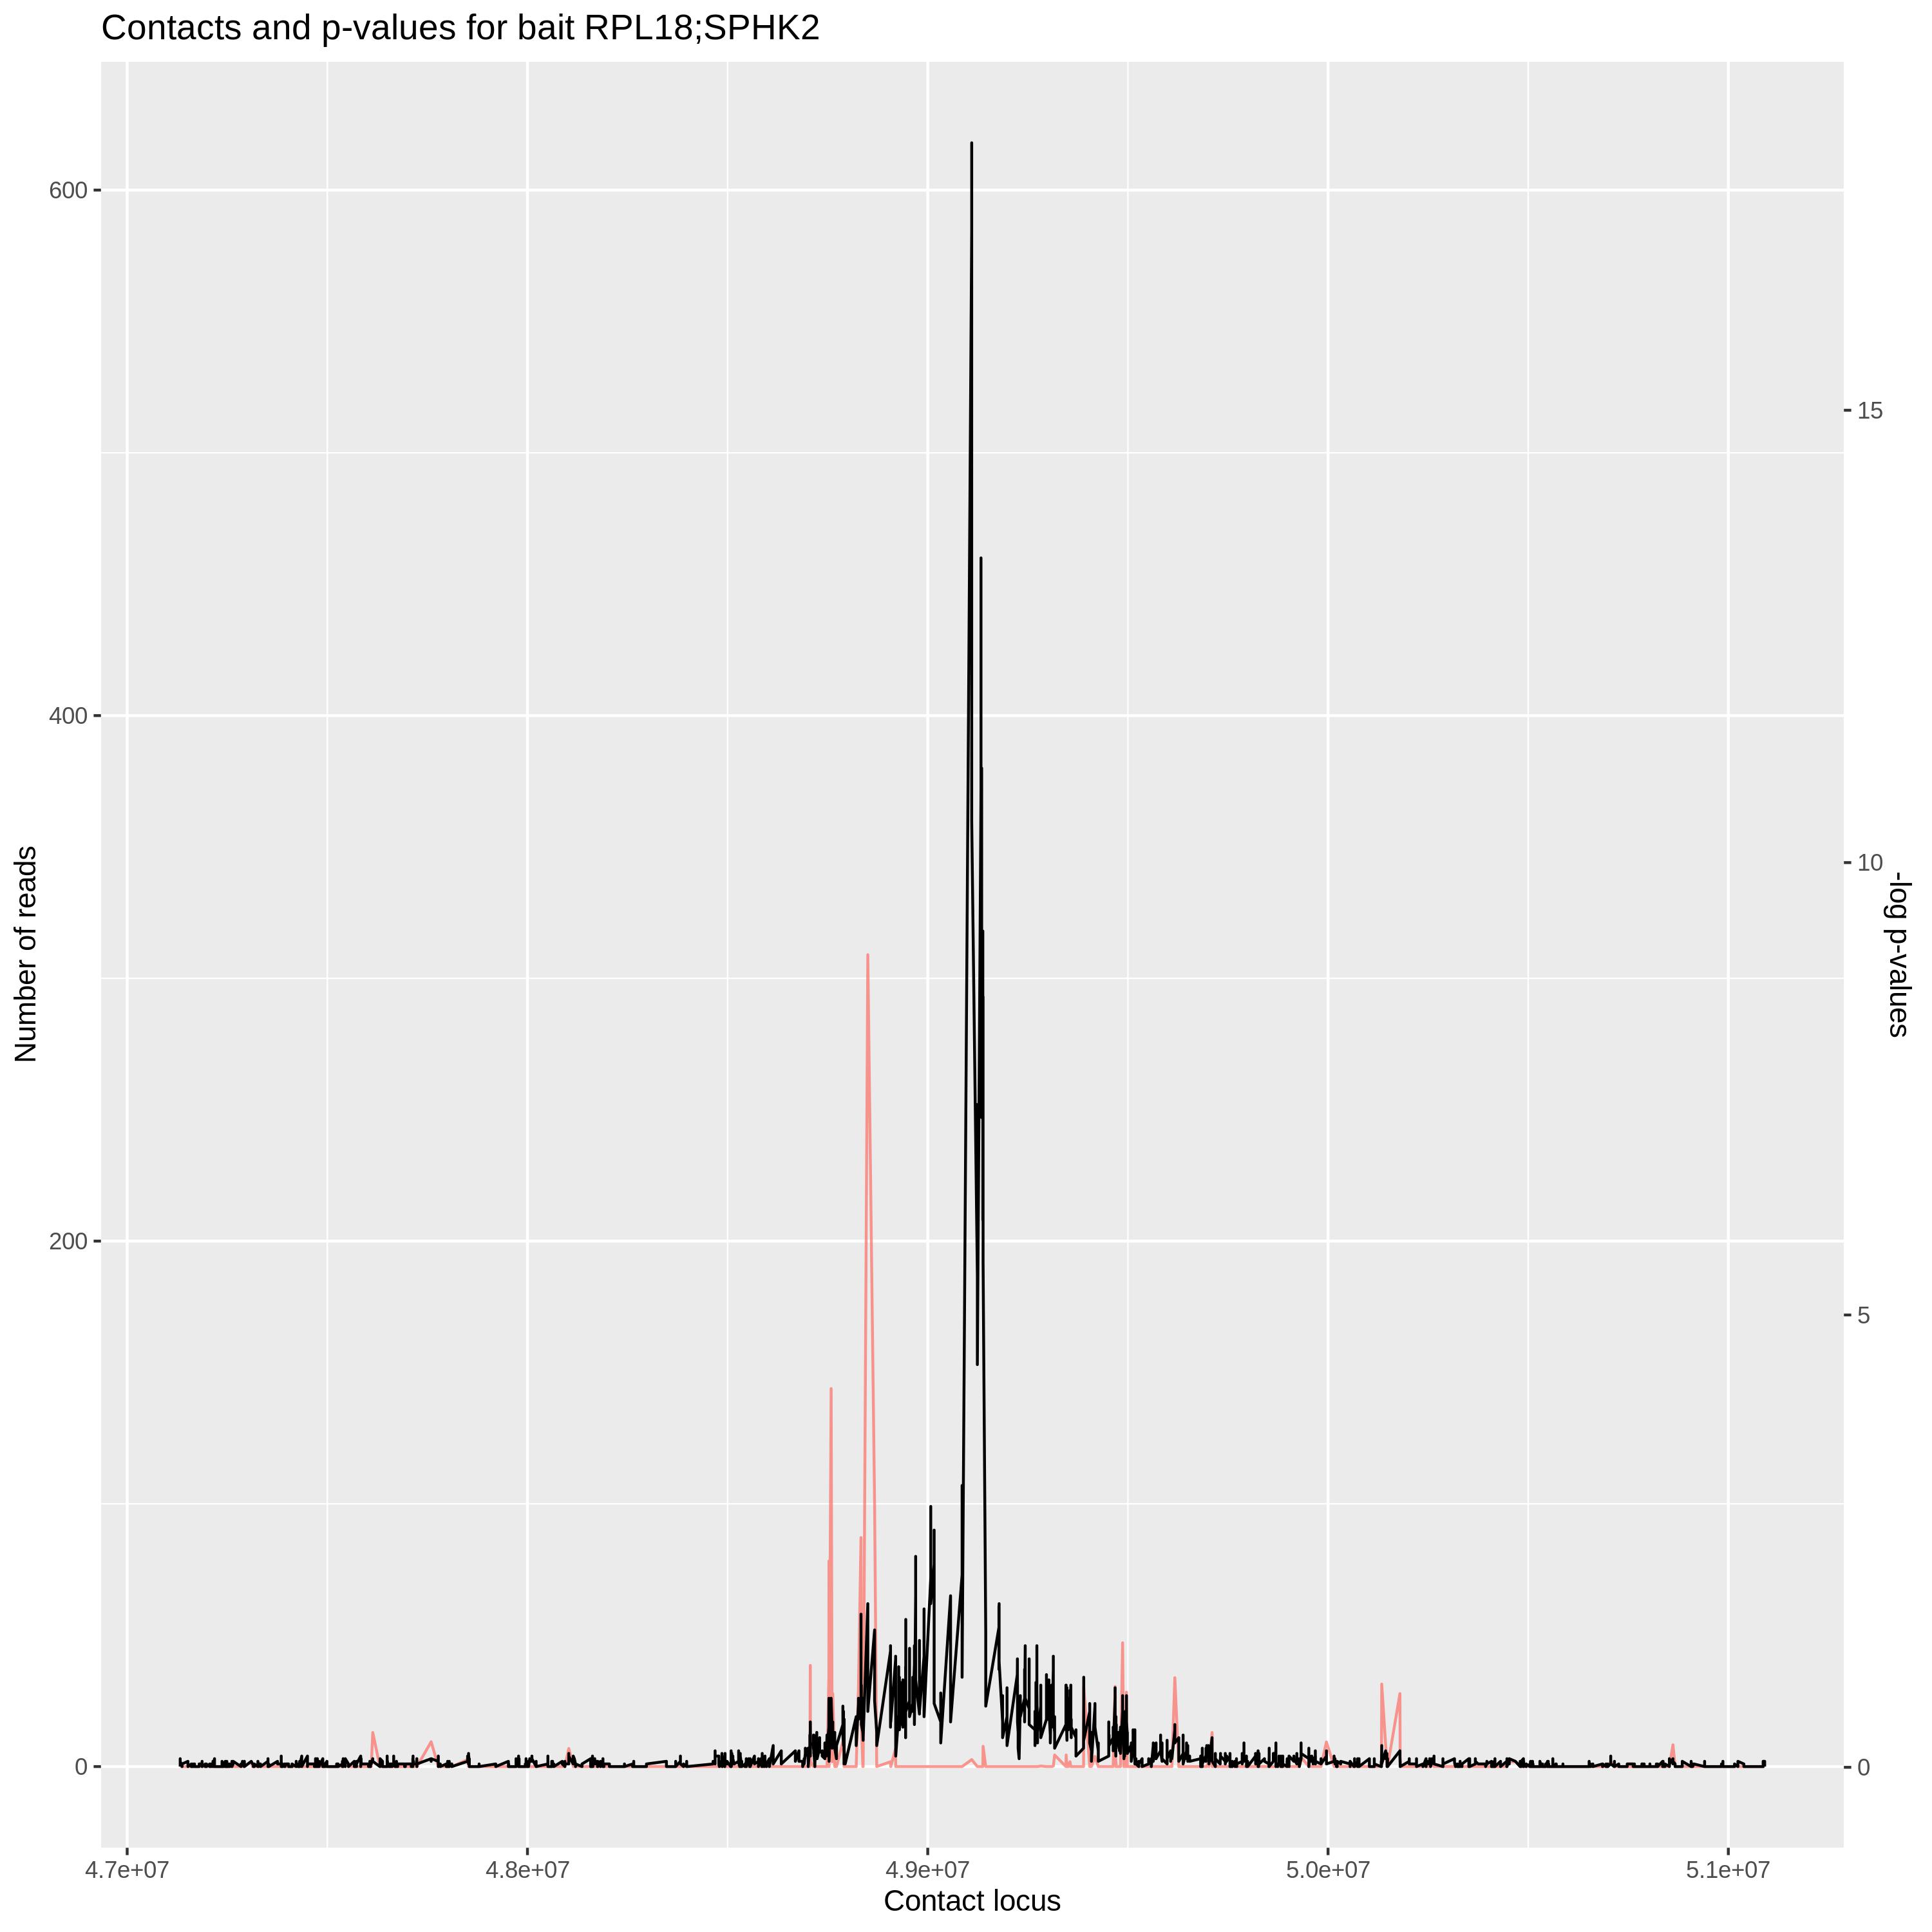 Contacts and p-values for bait RPL18;SPHK2
600
400
200
0
Number of reads
15
10
5
0
-log p-values
4.7e+07
4.8e+07
4.9e+07
5.0e+07
5.1e+07
Contact locus